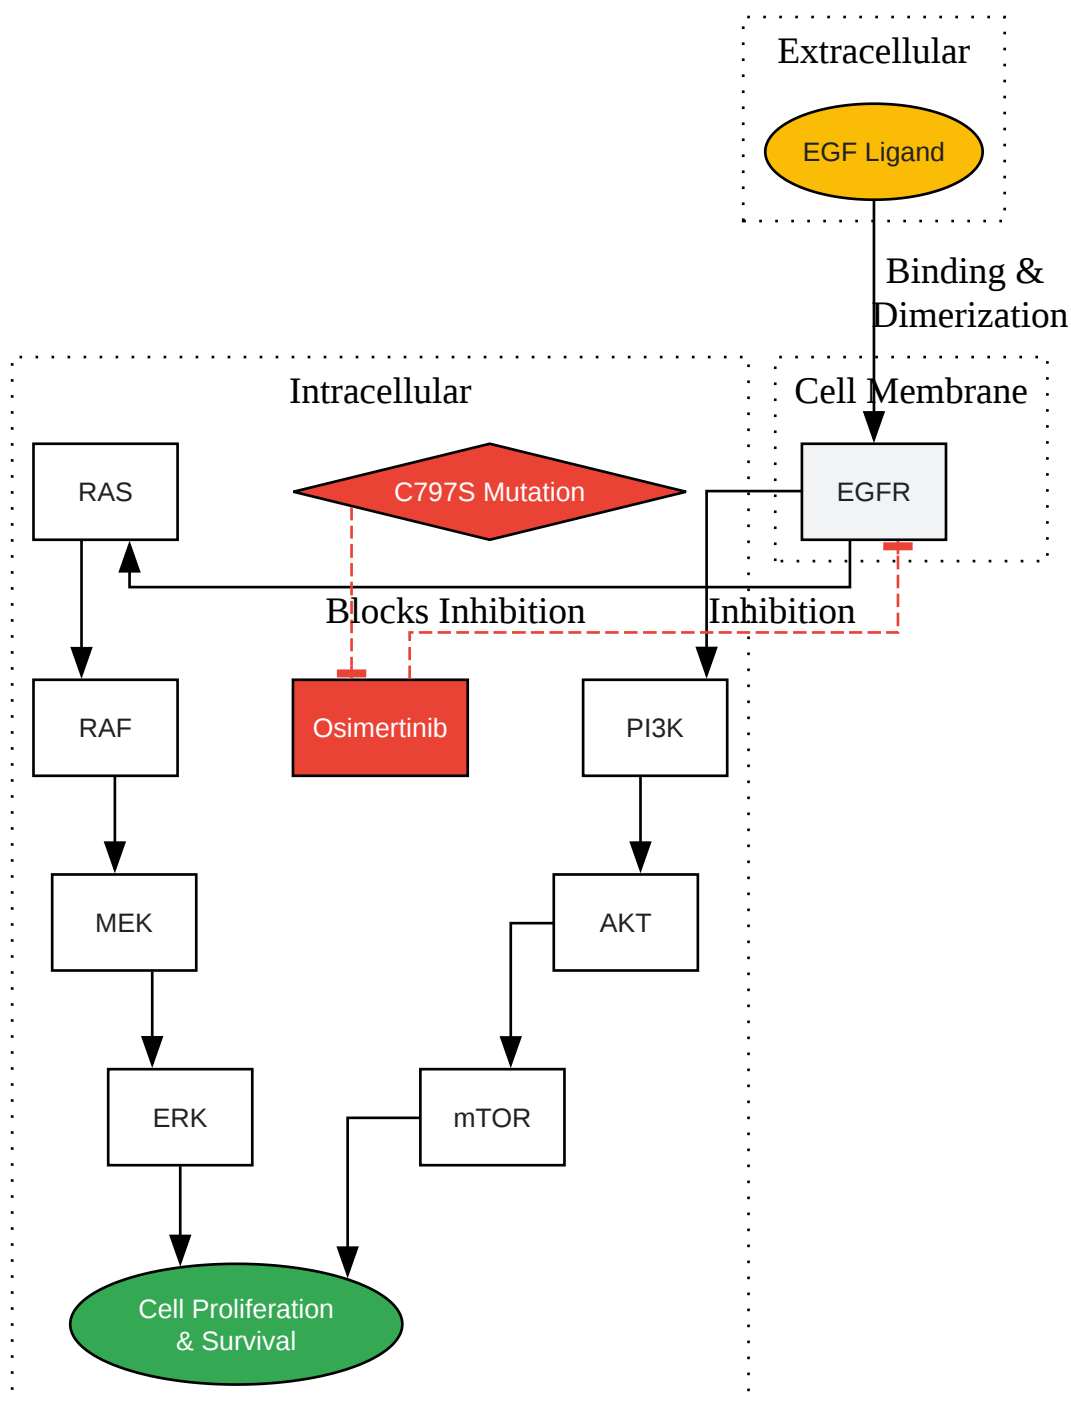 Extracellular
EGF Ligand
Binding &
Dimerization
Intracellular
Cell Membrane
RAS
C797S Mutation
EGFR
Blocks Inhibition
Inhibition
RAF
Osimertinib
PI3K
MEK
AKT
ERK
mTOR
Cell Proliferation
& Survival